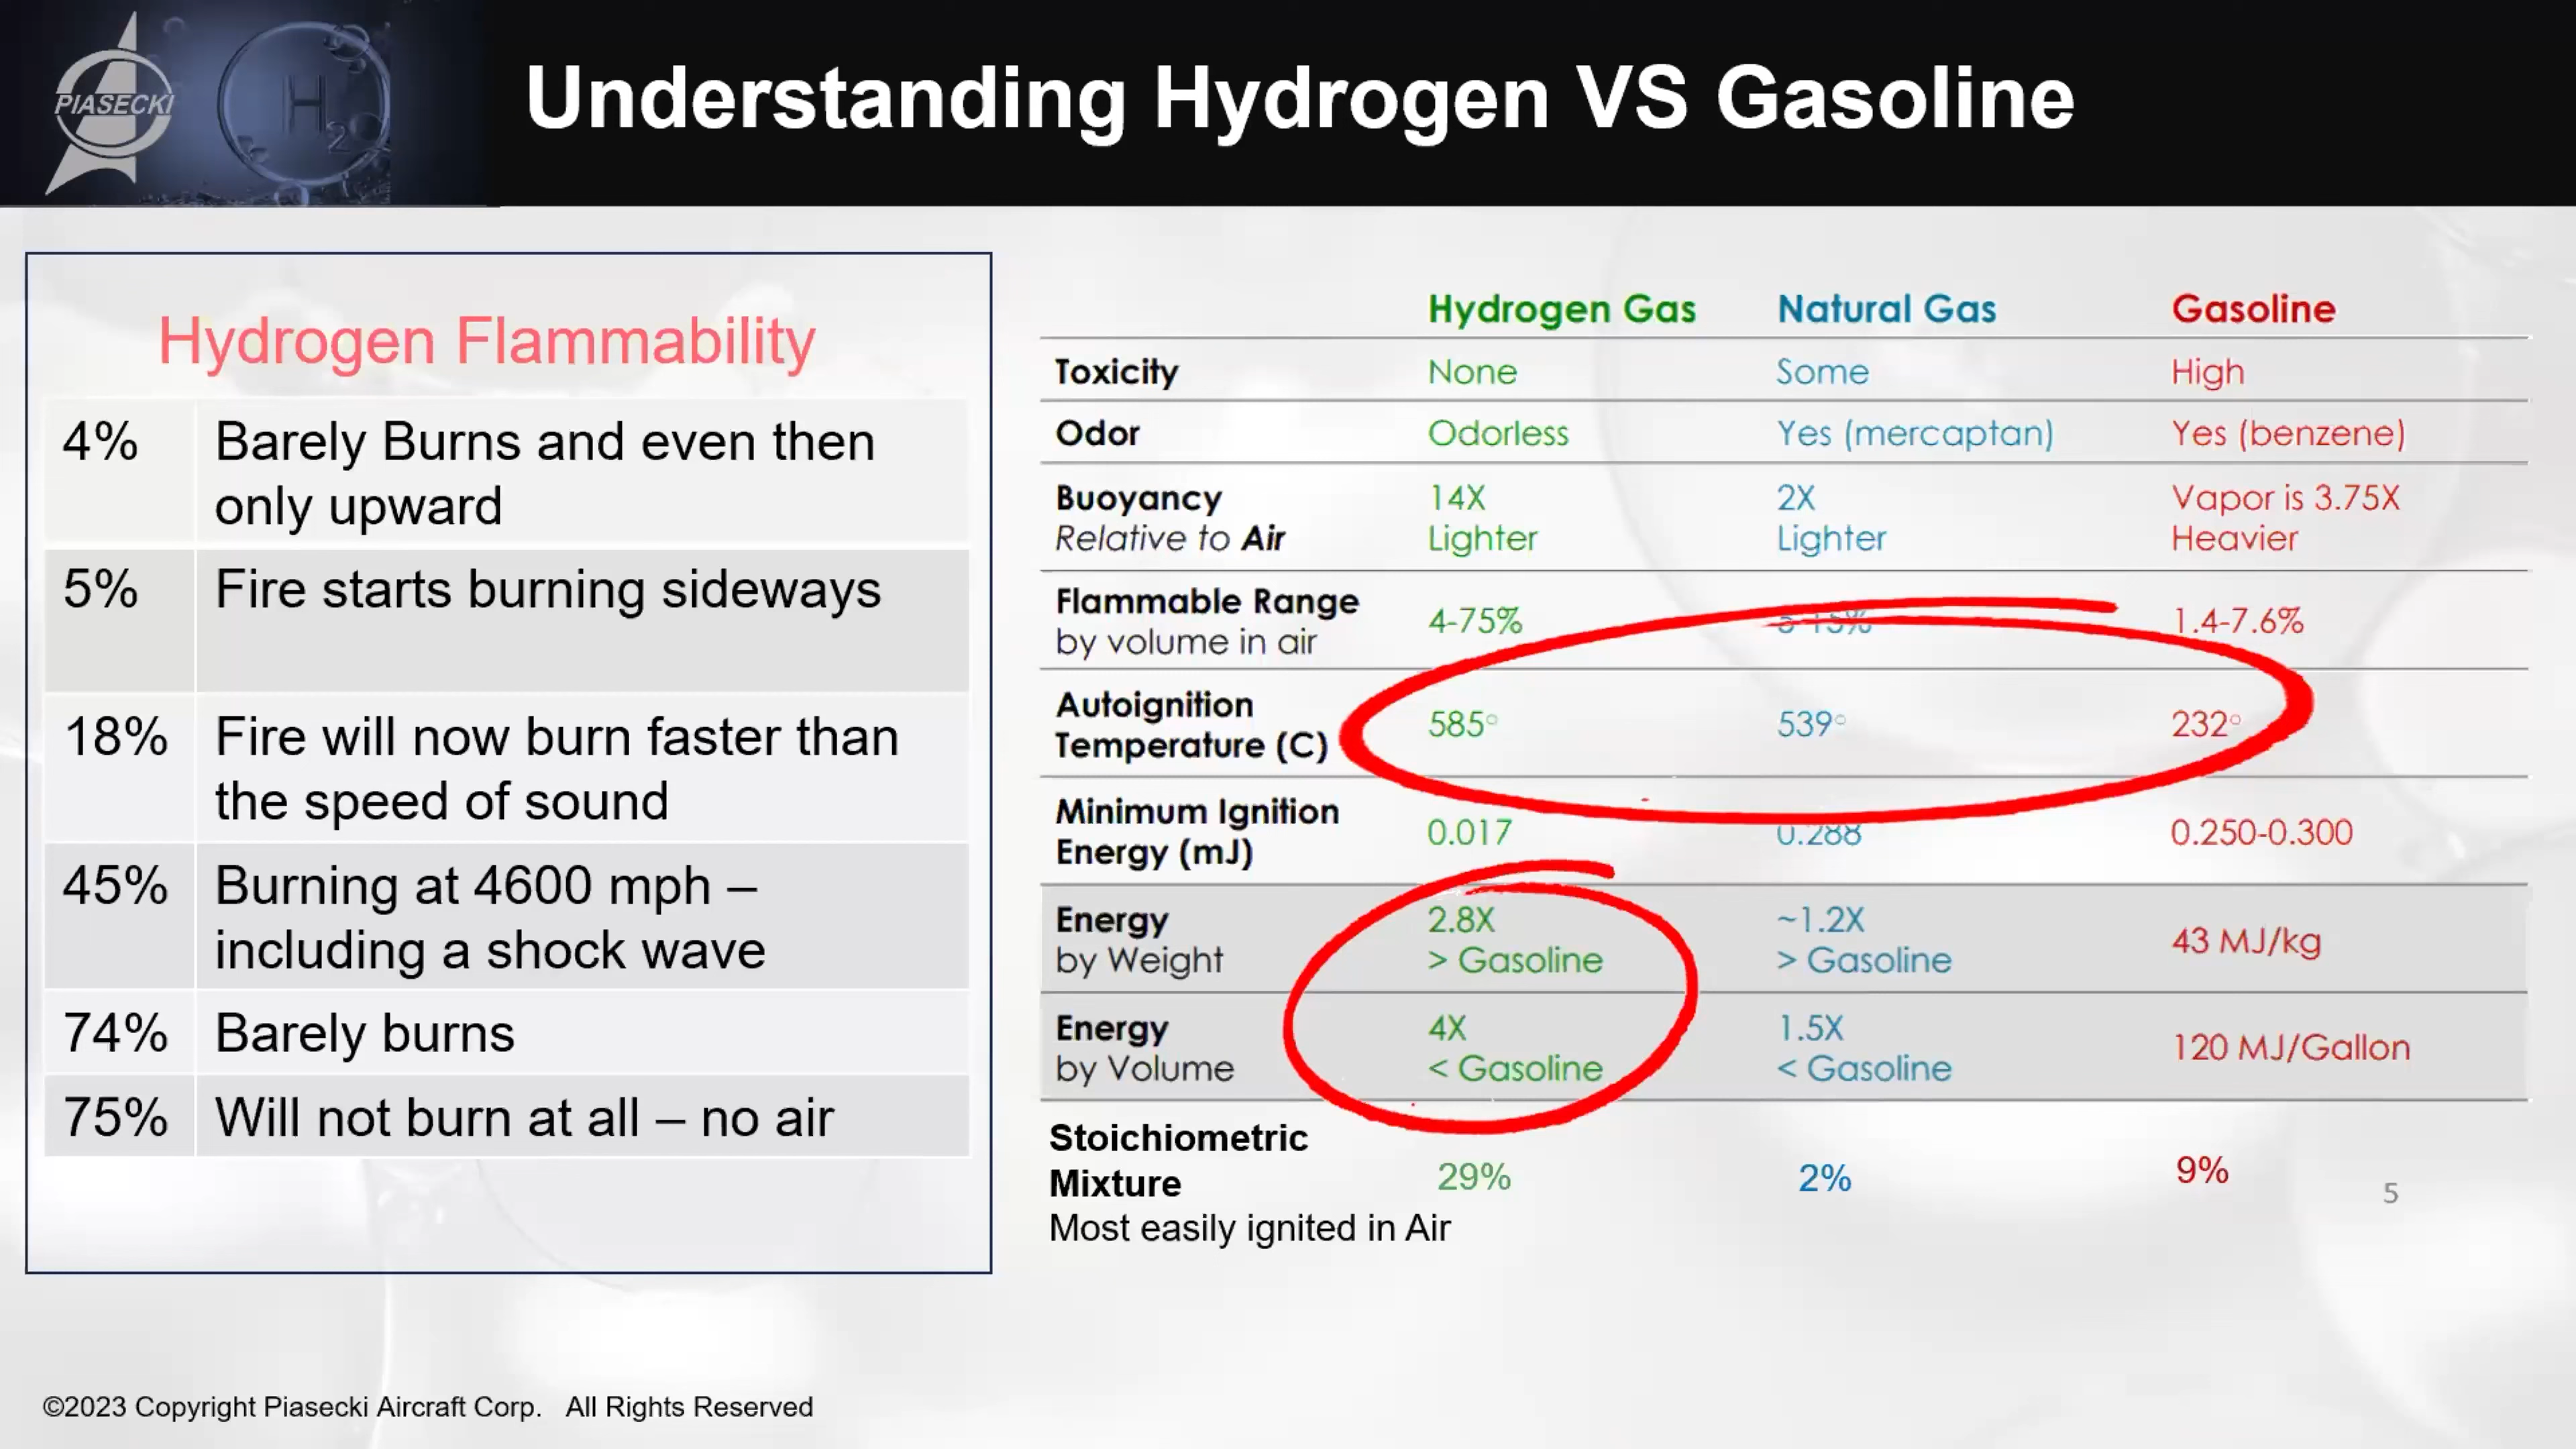 PIASECKI
H2O
Understanding Hydrogen VS Gasoline
Hydrogen Flammability
4% Barely Burns and even then
only upward
5% Fire starts burning sideways
18% Fire will now burn faster than
the speed of sound
45% Burning at 4600 mph –
including a shock wave
74% Barely burns
75% Will not burn at all – no air
Hydrogen Gas Natural Gas Gasoline
Toxicity None Some High
Odor Odorless Yes (mercaptan) Yes (benzene)
Buoyancy 14X 2X Vapor is 3.75X
Relative to Air Lighter Lighter Heavier
Flammable Range
by volume in air 4-75% 5-15% 1.4-7.6%
Autoignition
Temperature (C) 585° 539° 232°
Minimum Ignition
Energy (mJ) 0.017 0.288 0.250-0.300
Energy 2.8X ~1.2X
by Weight > Gasoline > Gasoline 43 MJ/kg
Energy 4X 1.5X
by Volume < Gasoline < Gasoline 120 MJ/Gallon
Stoichiometric
Mixture 29% 2% 9%
Most easily ignited in Air
5
©2023 Copyright Piasecki Aircraft Corp. All Rights Reserved